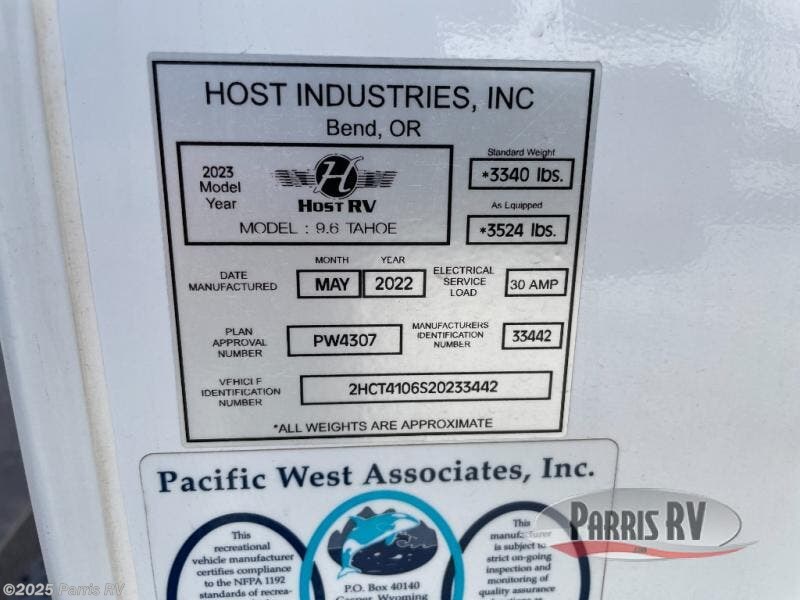 HOST INDUSTRIES, INC
Bend, OR
2023
Model
Year
H
HOST RV
MODEL : 9.6 TAHOE
Standard Weight
*3340 lbs.
As Equipped
*3524 lbs.
DATE
MANUFACTURED
MONTH
MAY
YEAR
2022
ELECTRICAL
SERVICE
LOAD
30 AMP
PLAN
APPROVAL
NUMBER
PW4307
MANUFACTURERS
IDENTIFICATION
NUMBER
33442
VEHICLE
IDENTIFICATION
NUMBER
2HCT4106S20233442
*ALL WEIGHTS ARE APPROXIMATE
Pacific West Associates, Inc.
This
recreational
vehicle manufacturer
certifies compliance
to the NFPA 1192
standards of recrea-
P.O. Box 40140
Casper, Wyoming
This
manufacturer
is subject to
strict on-going
inspection and
monitoring of
quality assurance
PARRIS RV
.com
©2025 Parris RV